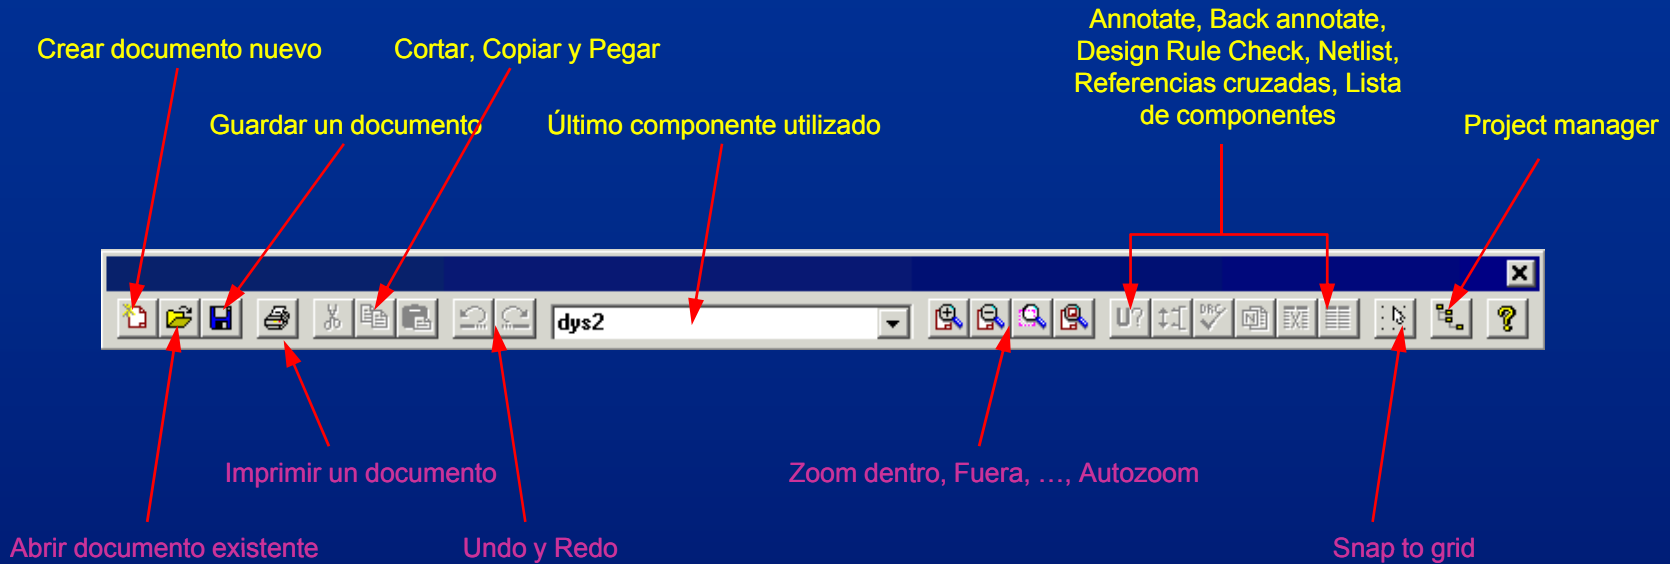 Annotate, Back annotate,
Design Rule Check, Netlist,
Referencias cruzadas, Lista
de componentes
Crear documento nuevo
Cortar, Copiar y Pegar
Guardar un documento
Último componente utilizado
Project manager
dys2
U?
DRC
Imprimir un documento
Zoom dentro, Fuera, …, Autozoom
Abrir documento existente
Undo y Redo
Snap to grid